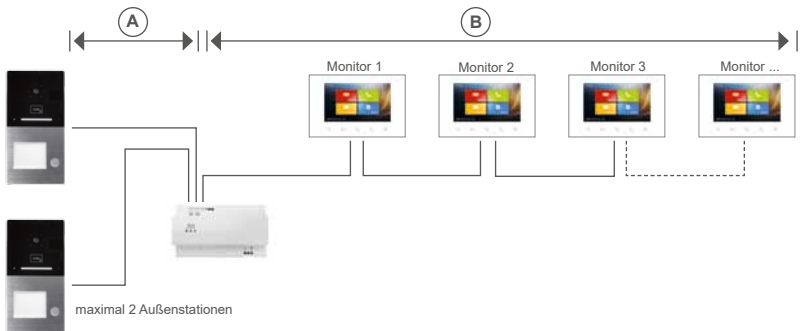 A
B
Monitor 1
Monitor 2
Monitor 3
Monitor ...
maximal 2 Außenstationen